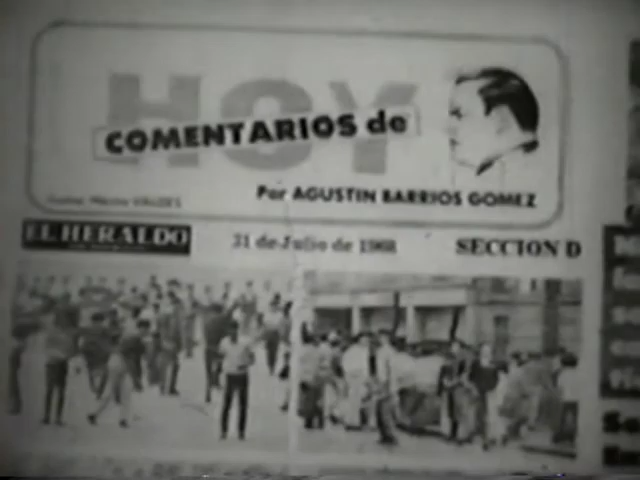 HOY
COMENTARIOS de
Por AGUSTIN BARRIOS GOMEZ
EL HERALDO
31 de Julio de 1968
SECCION D